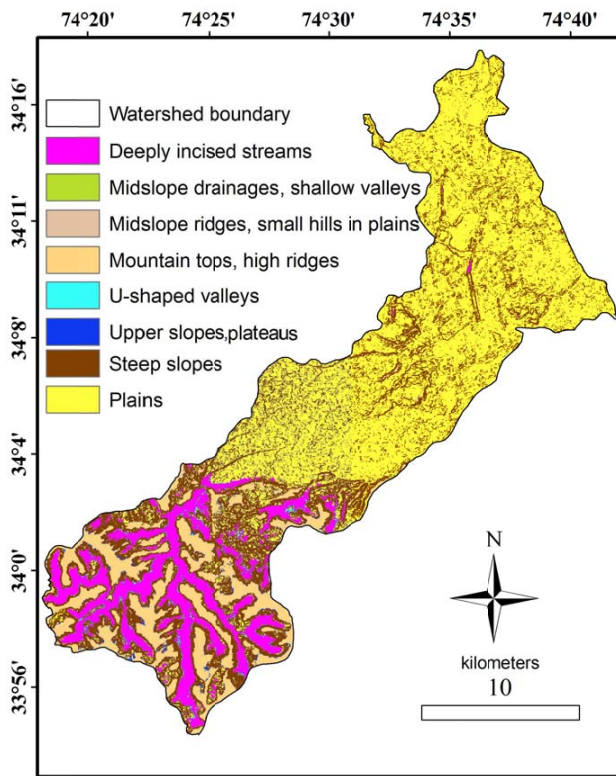 74°20' 74°25' 74°30' 74°36' 74°40'
34°16'
34°11'
34°8'
34°4'
34°0'
33°56'
Watershed boundary
Deeply incised streams
Midslope drainages, shallow valleys
Midslope ridges, small hills in plains
Mountain tops, high ridges
U-shaped valleys
Upper slopes,plateaus
Steep slopes
Plains
N
kilometers
10